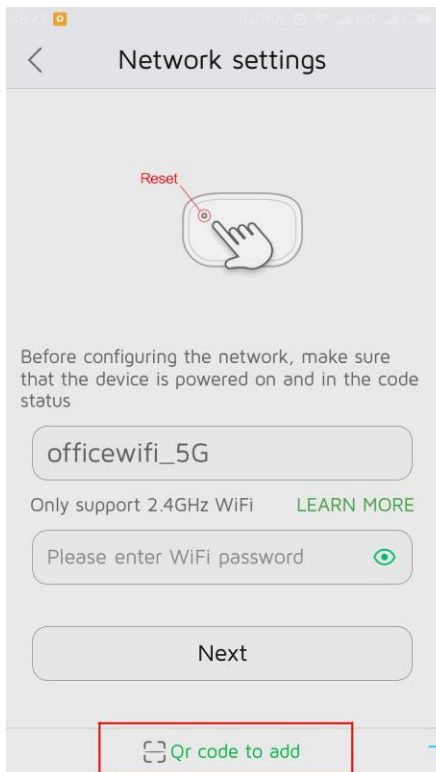 Network settings
Reset
Before configuring the network, make sure
that the device is powered on and in the code
status
officewifi_5G
Only support 2.4GHz WiFi LEARN MORE
Please enter WiFi password
Next
Qr code to add